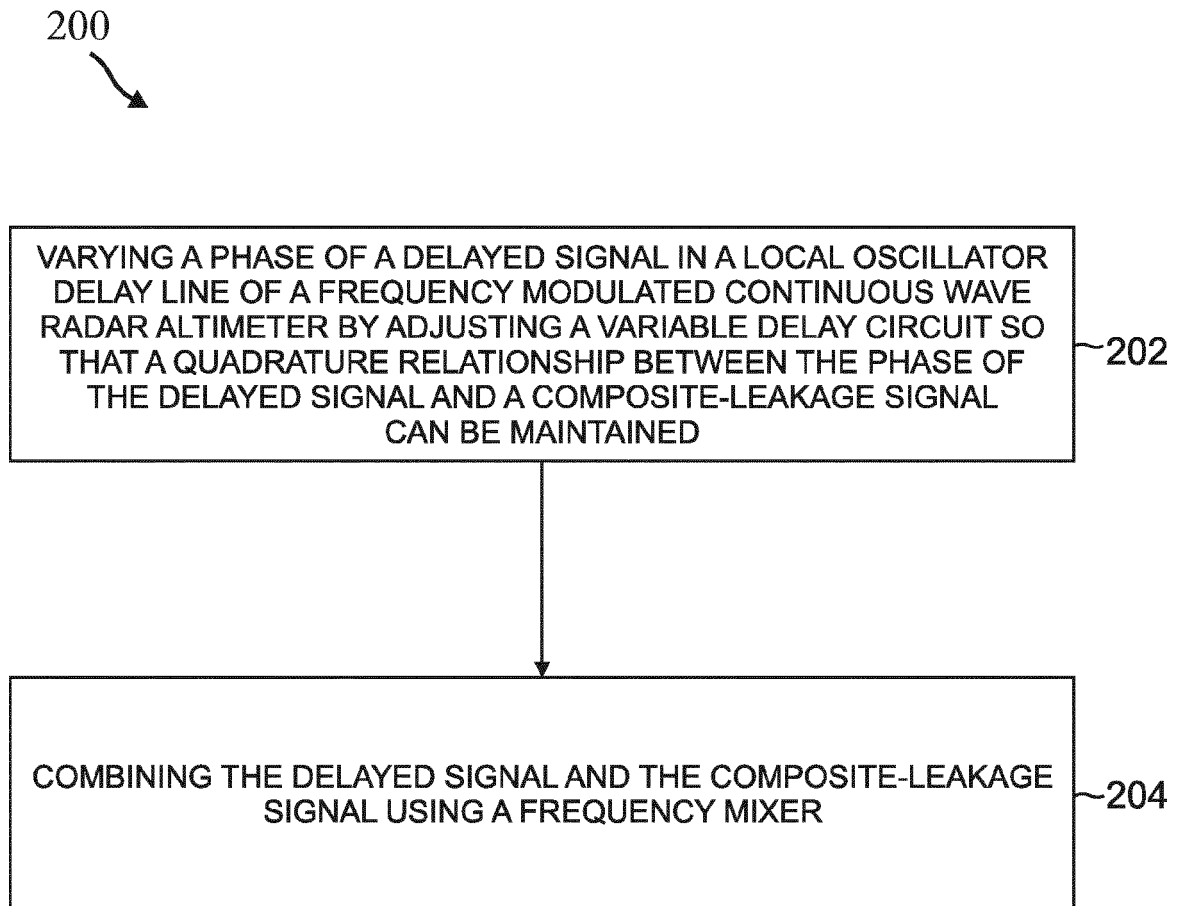 200
VARYING A PHASE OF A DELAYED SIGNAL IN A LOCAL OSCILLATOR
DELAY LINE OF A FREQUENCY MODULATED CONTINUOUS WAVE
RADAR ALTIMETER BY ADJUSTING A VARIABLE DELAY CIRCUIT SO
THAT A QUADRATURE RELATIONSHIP BETWEEN THE PHASE OF
THE DELAYED SIGNAL AND A COMPOSITE-LEAKAGE SIGNAL
CAN BE MAINTAINED
202
COMBINING THE DELAYED SIGNAL AND THE COMPOSITE-LEAKAGE
SIGNAL USING A FREQUENCY MIXER
204